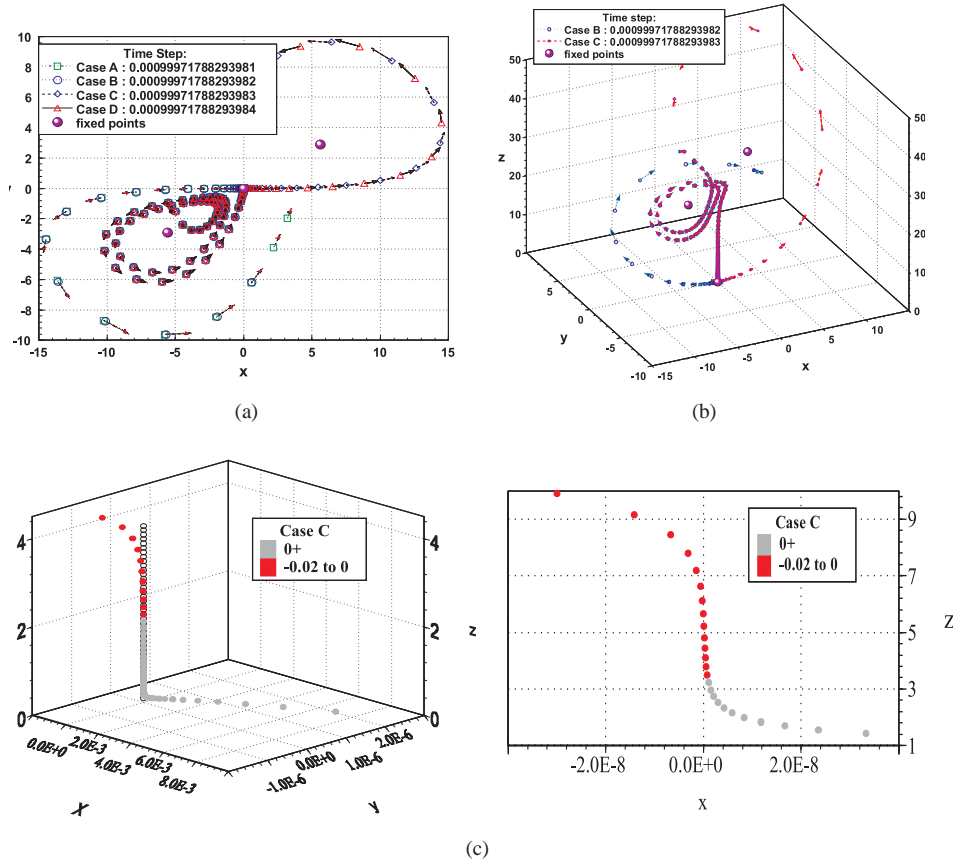 (a)
10
8
6
4
2
0
-2
-4
-6
-8
-10
Time Step:
Case A : 0.00099971788293981
Case B : 0.00099971788293982
Case C : 0.00099971788293983
Case D : 0.00099971788293984
fixed points
-15 -10 -5 0 5 10 15
x
(a)
Time step:
Case B : 0.00099971788293982
Case C : 0.00099971788293983
fixed points
50
40
30
20
10
0
z
5
0
-5
-10
y
-15 -10 -5 0 5 10
x
50
40
30
20
10
0
(b)
Case C
0+
-0.02 to 0
4
2
0
4
2
0
z
0.0E+0
2.0E-3
4.0E-3
6.0E-3
8.0E-3
X
-1.0E-6
0.0E+0
1.0E-6
2.0E-6
y
Case C
0+
-0.02 to 0
9
7
5
3
1
Z
-2.0E-8 0.0E+0 2.0E-8
x
(c)